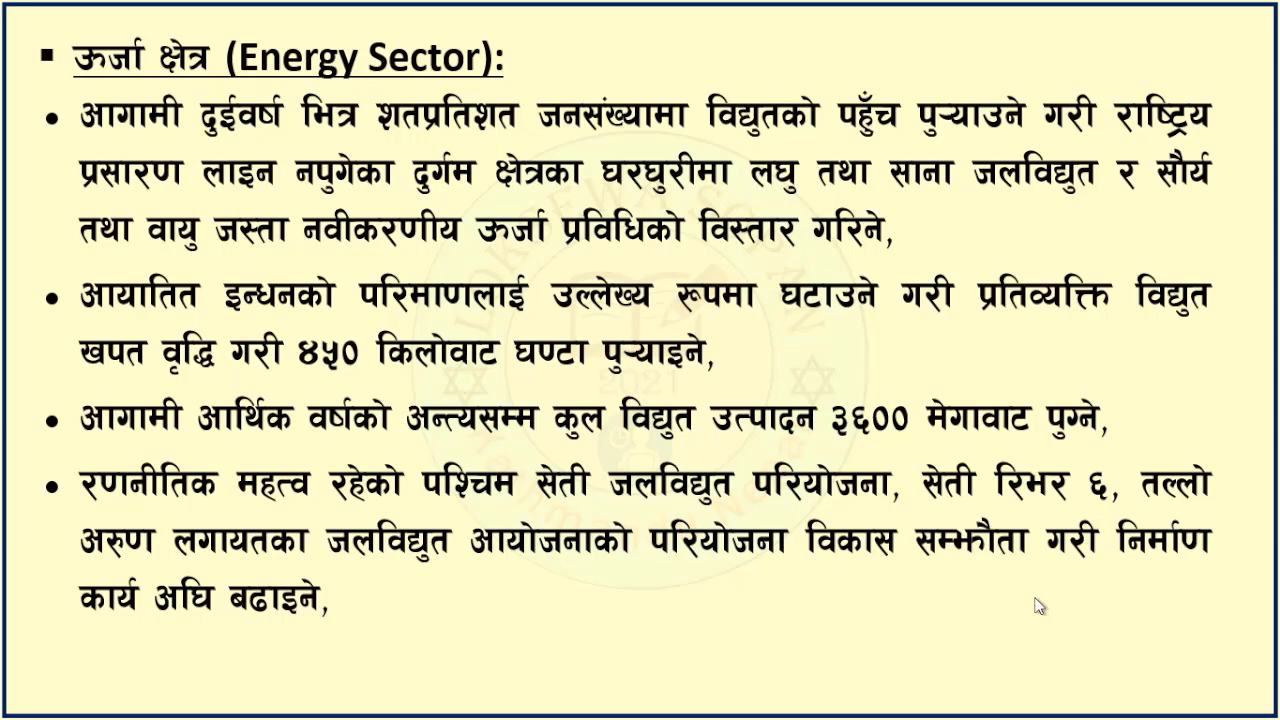 ▪ ऊर्जा क्षेत्र (Energy Sector):
• आगामी दुईवर्ष भित्र शतप्रतिशत जनसंख्यामा विद्युतको पहुँच पुऱ्याउने गरी राष्ट्रिय
प्रसारण लाइन नपुगेका दुर्गम क्षेत्रका घरघुरीमा लघु तथा साना जलविद्युत र सौर्य
तथा वायु जस्ता नवीकरणीय ऊर्जा प्रविधिको विस्तार गरिने,
• आयातित इन्धनको परिमाणलाई उल्लेख्य रूपमा घटाउने गरी प्रतिव्यक्ति विद्युत
खपत वृद्धि गरी ४५० किलोवाट घण्टा पुऱ्याइने,
• आगामी आर्थिक वर्षको अन्त्यसम्म कुल विद्युत उत्पादन ३६०० मेगावाट पुग्ने,
• रणनीतिक महत्व रहेको पश्चिम सेती जलविद्युत परियोजना, सेती रिभर ६, तल्लो
अरुण लगायतका जलविद्युत आयोजनाको परियोजना विकास सम्झौता गरी निर्माण
कार्य अघि बढाइने,
LOKSEWA SOPAN
2021